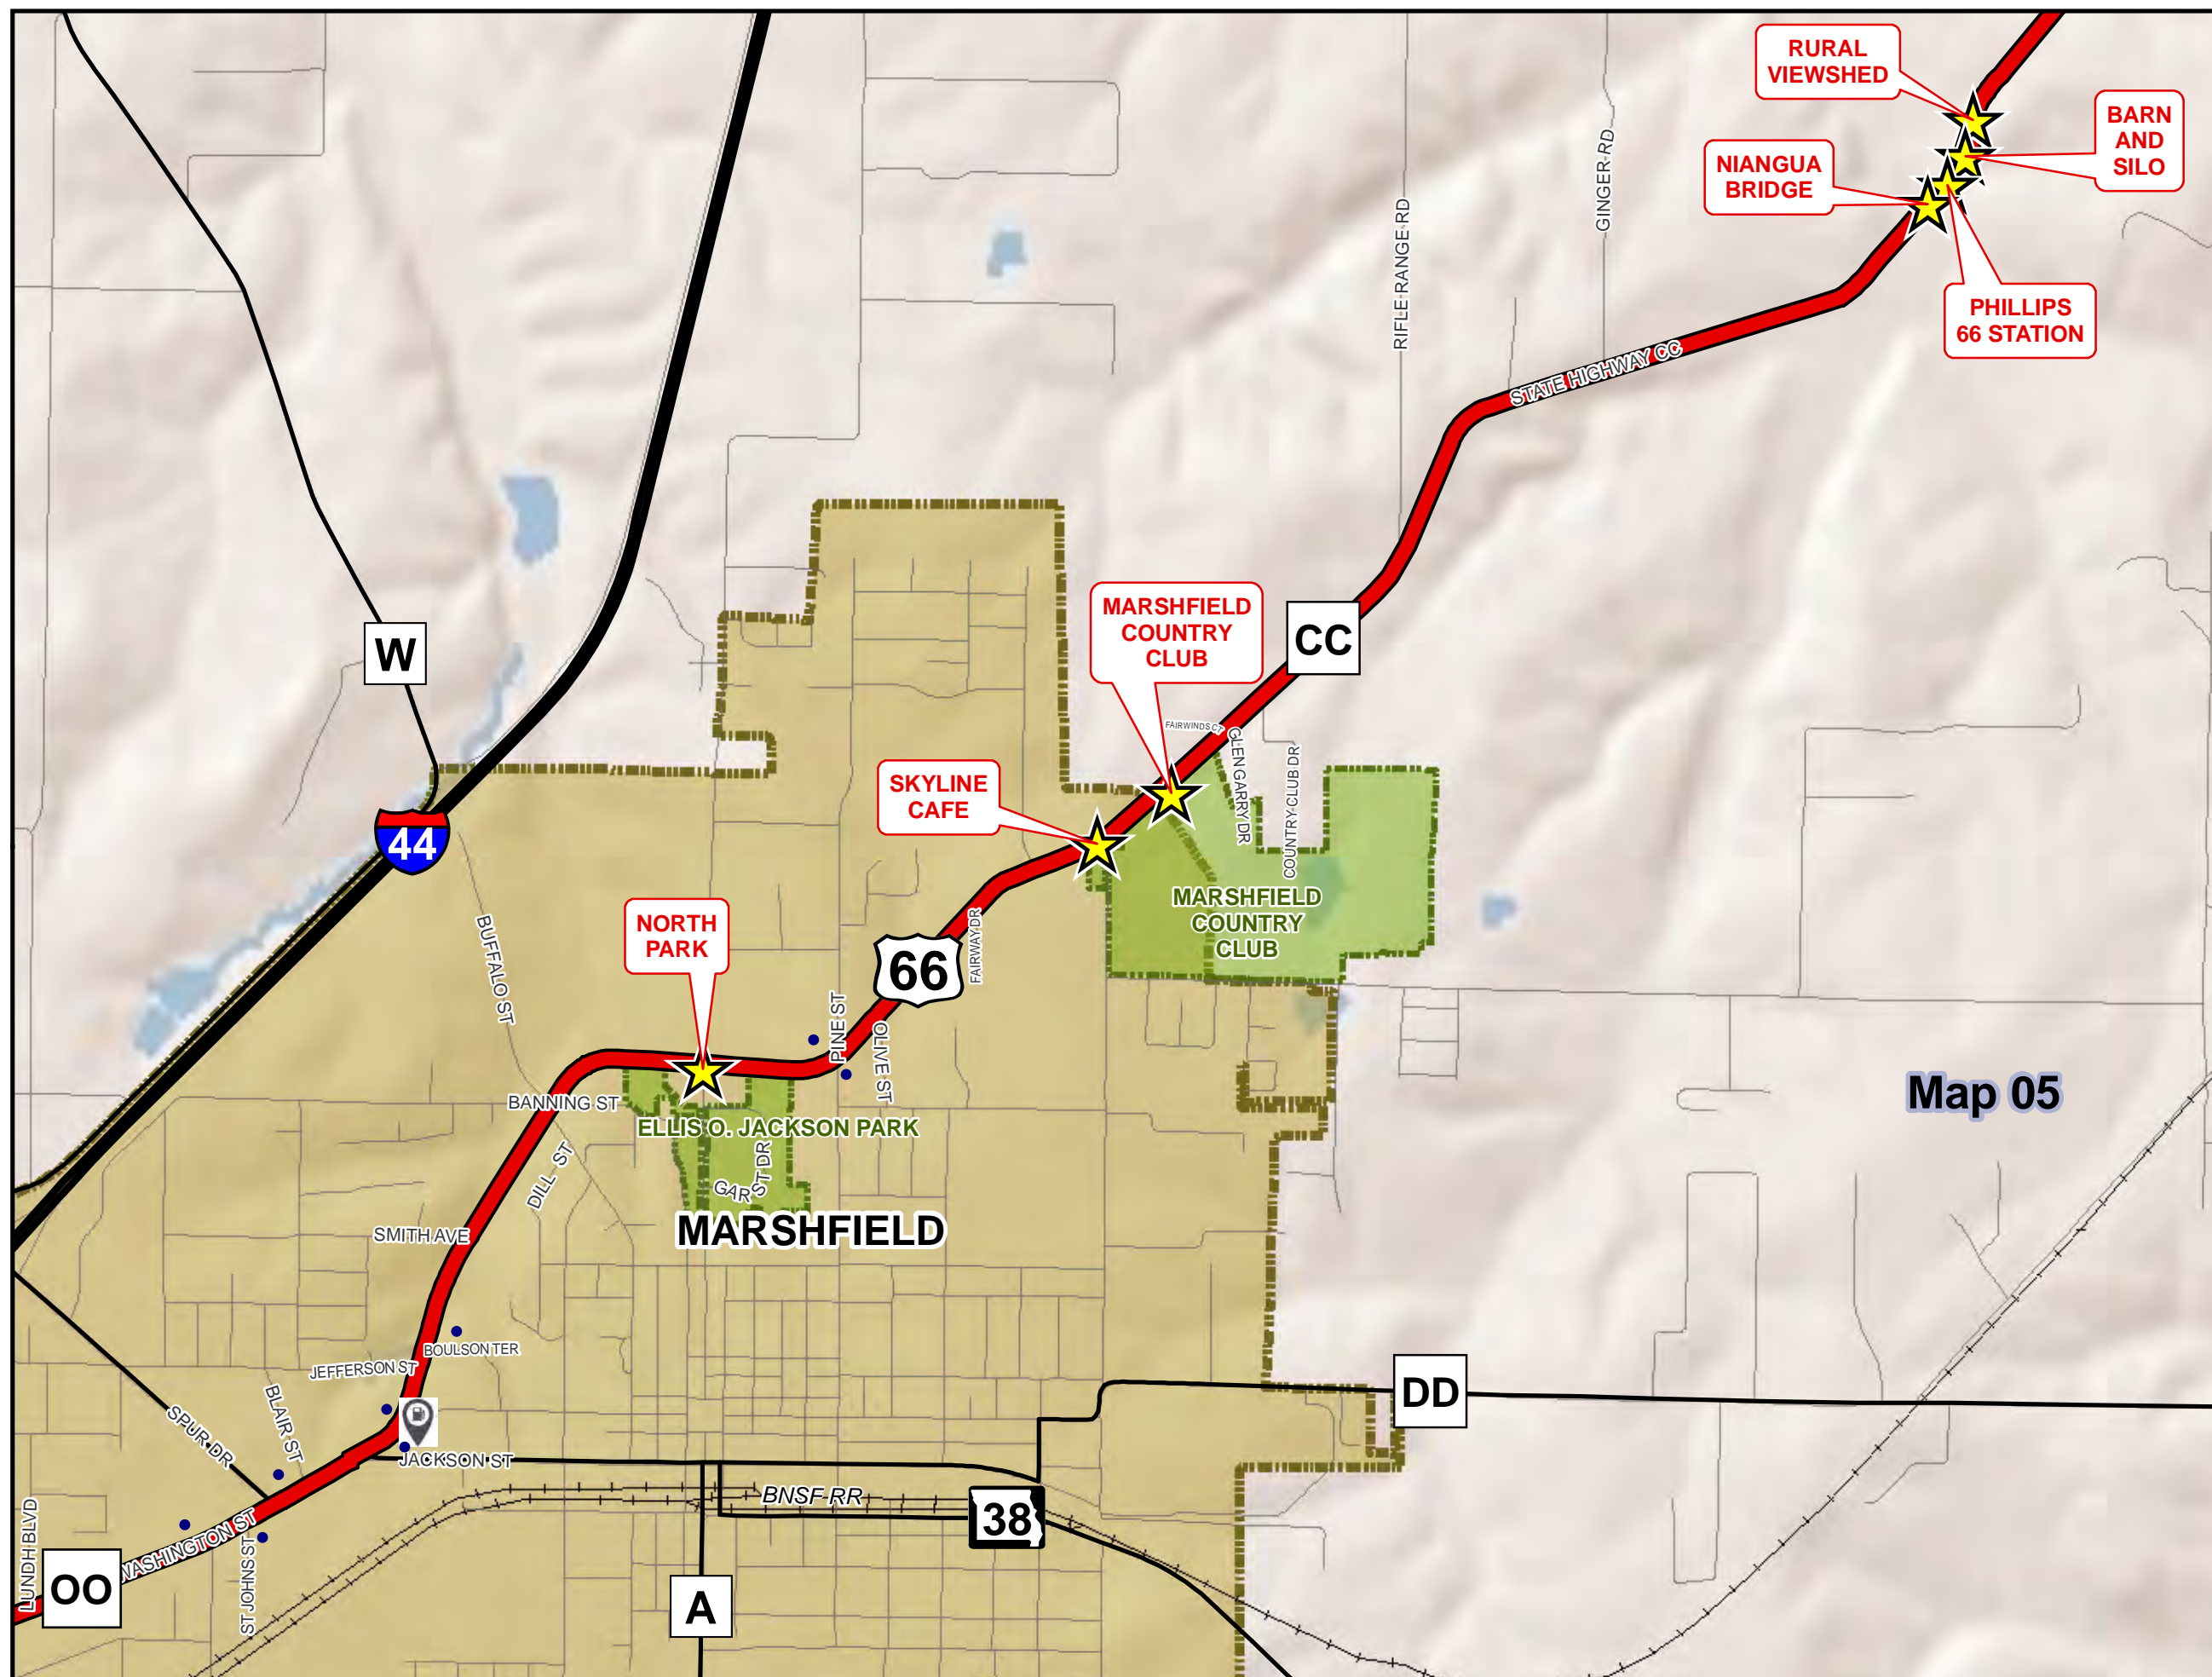 RURAL
VIEWSHED
BARN
AND
SILO
NIANGUA
BRIDGE
PHILLIPS
66 STATION
GINGER RD
RIFLE RANGE RD
STATE HIGHWAY CC
MARSHFIELD
COUNTRY
CLUB
CC
W
FAIRWINDS CT
GLENGARRY DR
COUNTRY CLUB DR
SKYLINE
CAFE
44
MARSHFIELD
COUNTRY
CLUB
NORTH
PARK
BUFFALO ST
66
FAIRWAY DR
PINE ST
OLIVE ST
Map 05
BANNING ST
ELLIS O. JACKSON PARK
DILL ST
GAR
ST DR
MARSHFIELD
SMITH AVE
BOULSON TER
JEFFERSON ST
BLAIR ST
SPUR DR
DD
JACKSON ST
BNSF RR
38
WASHINGTON ST
LUNDH BLVD
ST JOHNS ST
OO
A